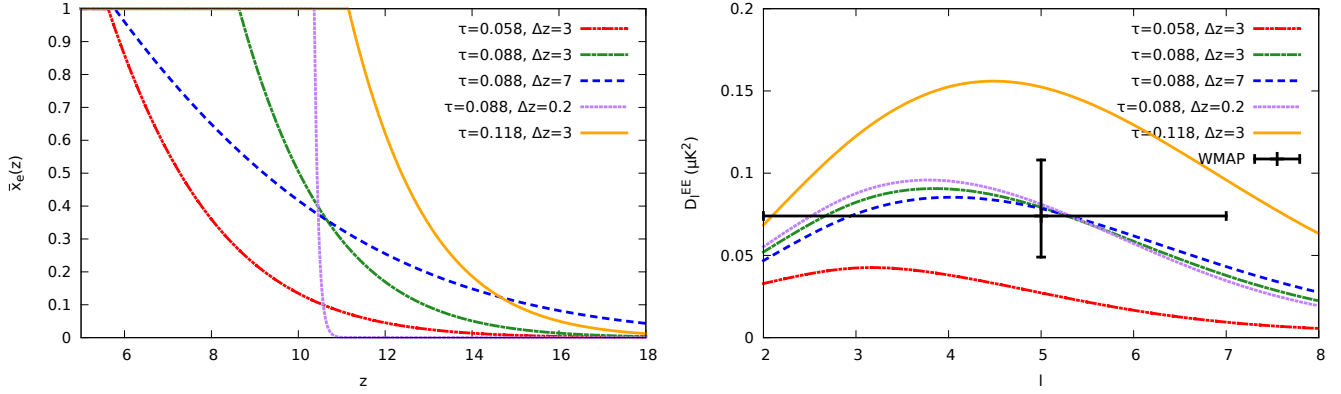 1
0.9
0.8
0.7
0.6
0.5
0.4
0.3
0.2
0.1
0
6
8
10
12
14
16
18
z
x̄e(z)
τ=0.058, Δz=3
τ=0.088, Δz=3
τ=0.088, Δz=7
τ=0.088, Δz=0.2
τ=0.118, Δz=3
0.2
0.15
0.1
0.05
0
2
3
4
5
6
7
8
l
DlEE (μK2)
τ=0.058, Δz=3
τ=0.088, Δz=3
τ=0.088, Δz=7
τ=0.088, Δz=0.2
τ=0.118, Δz=3
WMAP